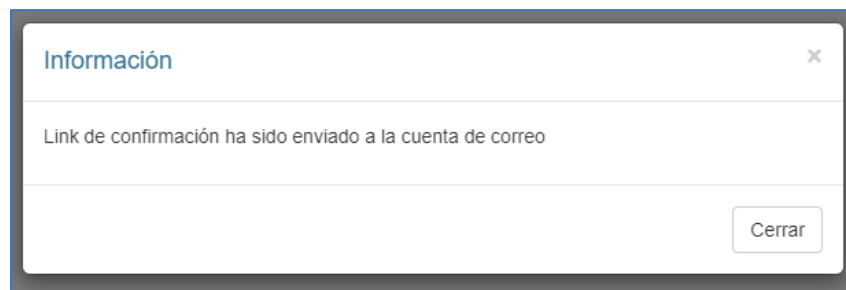 Información
×
Link de confirmación ha sido enviado a la cuenta de correo
Cerrar